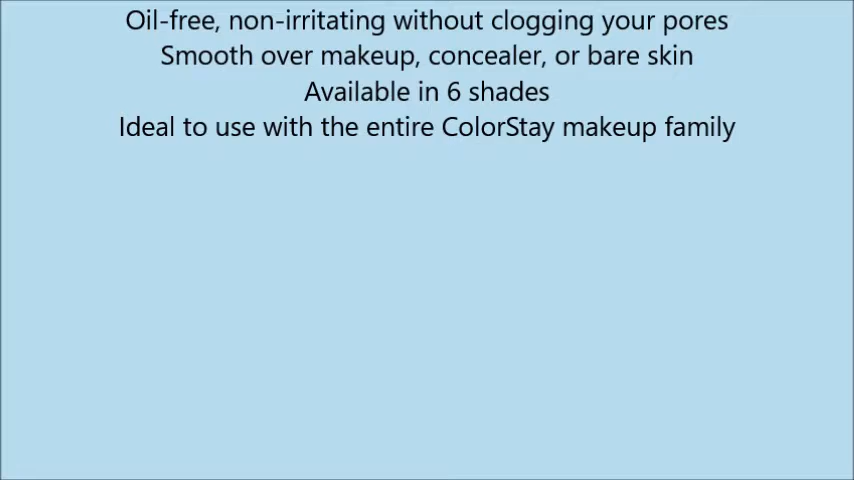 Oil-free, non-irritating without clogging your pores
Smooth over makeup, concealer, or bare skin
Available in 6 shades
Ideal to use with the entire ColorStay makeup family